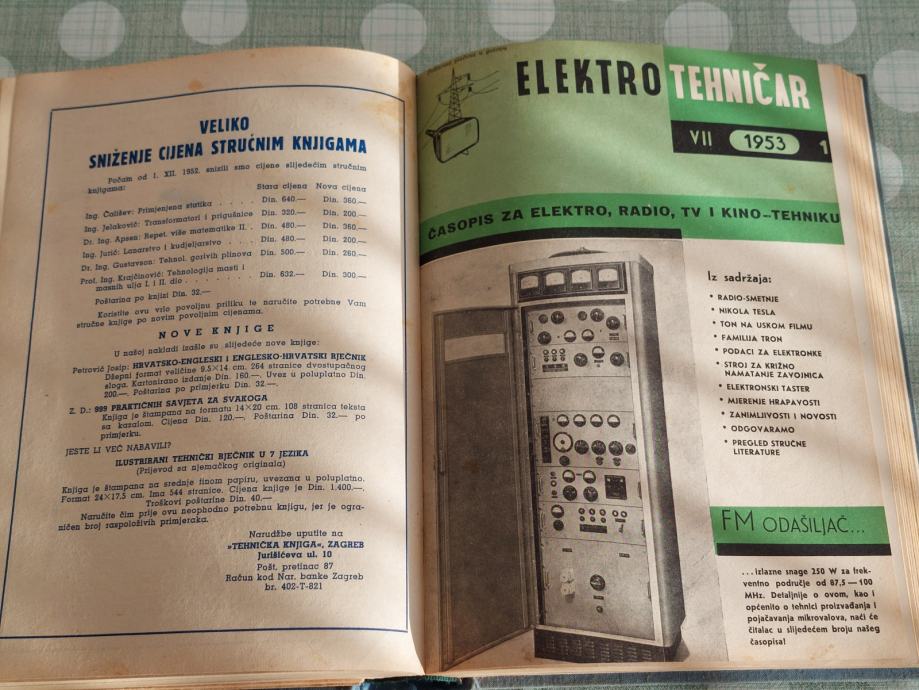 VELIKO
SNIŽENJE CIJENA STRUČNIM KNJIGAMA
Počam od 1. XII. 1952. snizili smo cijene slijedećim stručnim
knjigama:
Stara cijena Nova cijena
Ing. Čališev: Primjenjena statika . . . . Din. 640.— Din. 360.—
Ing. Jelaković: Transformatori i prigušnice Din. 320.— Din. 200.—
Dr. Ing. Apsen: Repet. više matematike II. . Din. 480.— Din. 360.—
Ing. Jurić: Lanarstvo i kudjeljarstvo . . . Din. 480.— Din. 200.—
Dr. Ing. Gustavson: Tehnol. gorivih plinova Din. 500.— Din. 260.—
Prof. Ing. Krajčinović: Tehnologija masti i
masnih ulja I. i II. dio . . . . . . . . Din. 632.— Din. 300.—
Poštarina po knjizi Din. 32.—
Koristite ovu vrlo povoljnu priliku te naručite potrebne Vam
stručne knjige po novim povoljnim cijenama.
NOVE KNJIGE
U našoj nakladi izašle su slijedeće nove knjige:
Petrović Josip: HRVATSKO-ENGLESKI i ENGLESKO-HRVATSKI RJEČNIK
Džepni format veličine 9.5×14 cm. 264 stranice dvostupačnog
sloga. Kartonirano izdanje Din. 160.—. Uvez u poluplatno Din.
200.—. Poštarina po primjerku Din. 32.—.
Z. D.: 999 PRAKTIČNIH SAVJETA ZA SVAKOGA
Knjiga je štampana na formatu 14×20 cm. 108 stranica teksta
sa kazalom. Cijena Din. 120.—. Poštarina Din. 32.— po
primjerku.
JESTE LI VEĆ NABAVILI?
ILUSTRIRANI TEHNIČKI RJEČNIK U 7 JEZIKA
(Prijevod sa njemačkog originala)
Knjiga je štampana na srednje finom papiru, uvezana u poluplatno.
Format 24×17,5 cm. Ima 544 stranice. Cijena knjige je Din. 1.400.—.
Troškovi poštarine Din. 40.—
Naručite čim prije ovu neophodno potrebnu knjigu, jer je ogra-
ničen broj raspoloživih primjeraka.
Narudžbe uputite na
»TEHNIČKA KNJIGA«, ZAGREB
Jurišićeva ul. 10
Pošt. pretinac 87
Račun kod Nar. banke Zagreb
br. 402-T-821
ELEKTROTEHNIČAR
VII 1953 1
ČASOPIS ZA ELEKTRO, RADIO, TV I KINO-TEHNIKU
Iz sadržaja:
• RADIO-SMETNJE
• NIKOLA TESLA
• TON NA USKOM FILMU
• FAMILIJA TRON
• PODACI ZA ELEKTRONKE
• STROJ ZA KRIŽNO
NAMATANJE ZAVOJNICA
• ELEKTRONSKI TASTER
• MJERENJE HRAPAVOSTI
• ZANIMLJIVOSTI I NOVOSTI
• ODGOVARAMO
• PREGLED STRUČNE
LITERATURE
FM ODAŠILJAČ...
...izlazne snage 250 W za frek-
ventno područje od 87,5—100
MHz. Detaljnije o ovom, kao i
općenito o tehnici proizvađanja i
pojačavanja mikrovalova, naći će
čitalac u slijedećem broju našeg
časopisa!